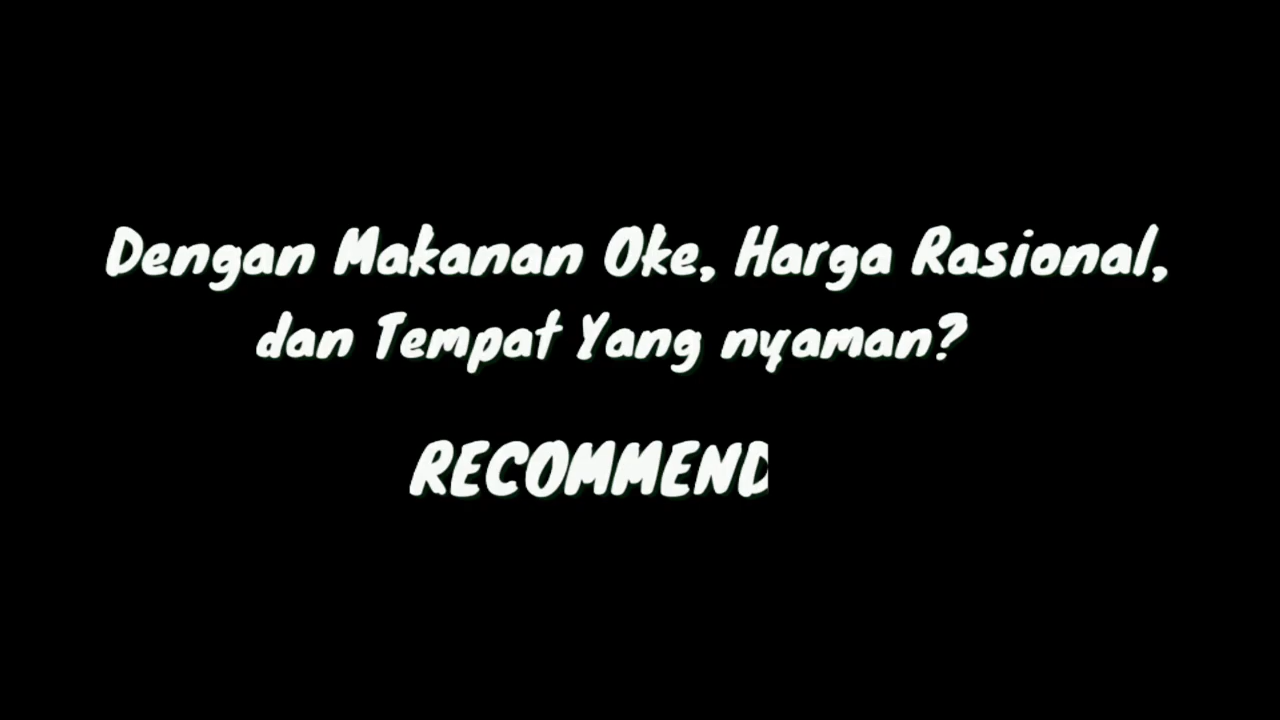 Dengan Makanan Oke, Harga Rasional,
dan Tempat Yang nyaman?
RECOMMEND